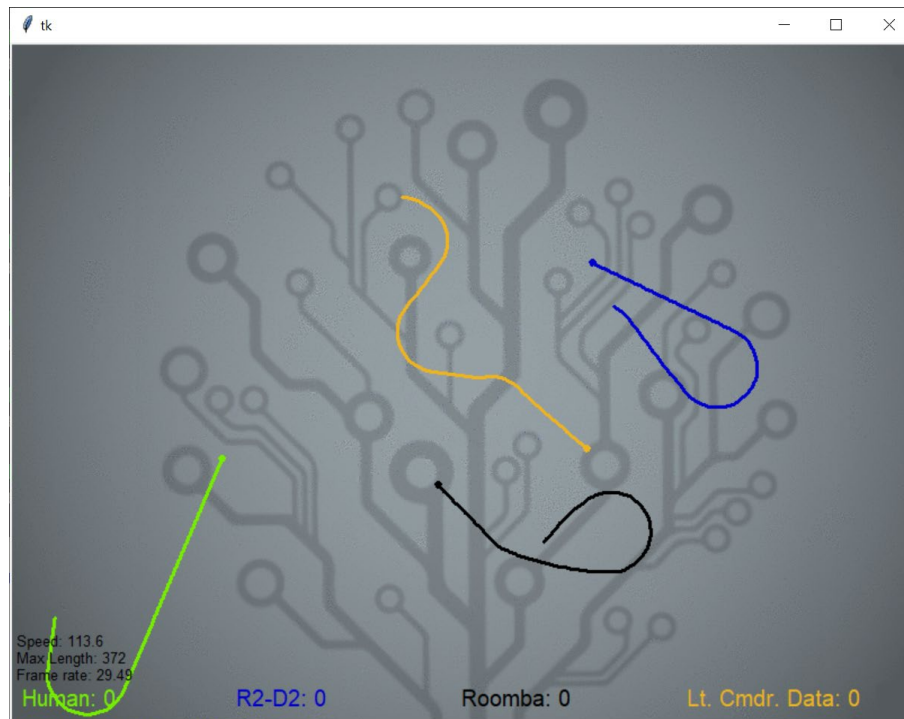 tk
Speed: 113.6
Max Length: 372
Frame rate: 29.49
Human: 0 R2-D2: 0 Roomba: 0 Lt. Cmdr. Data: 0